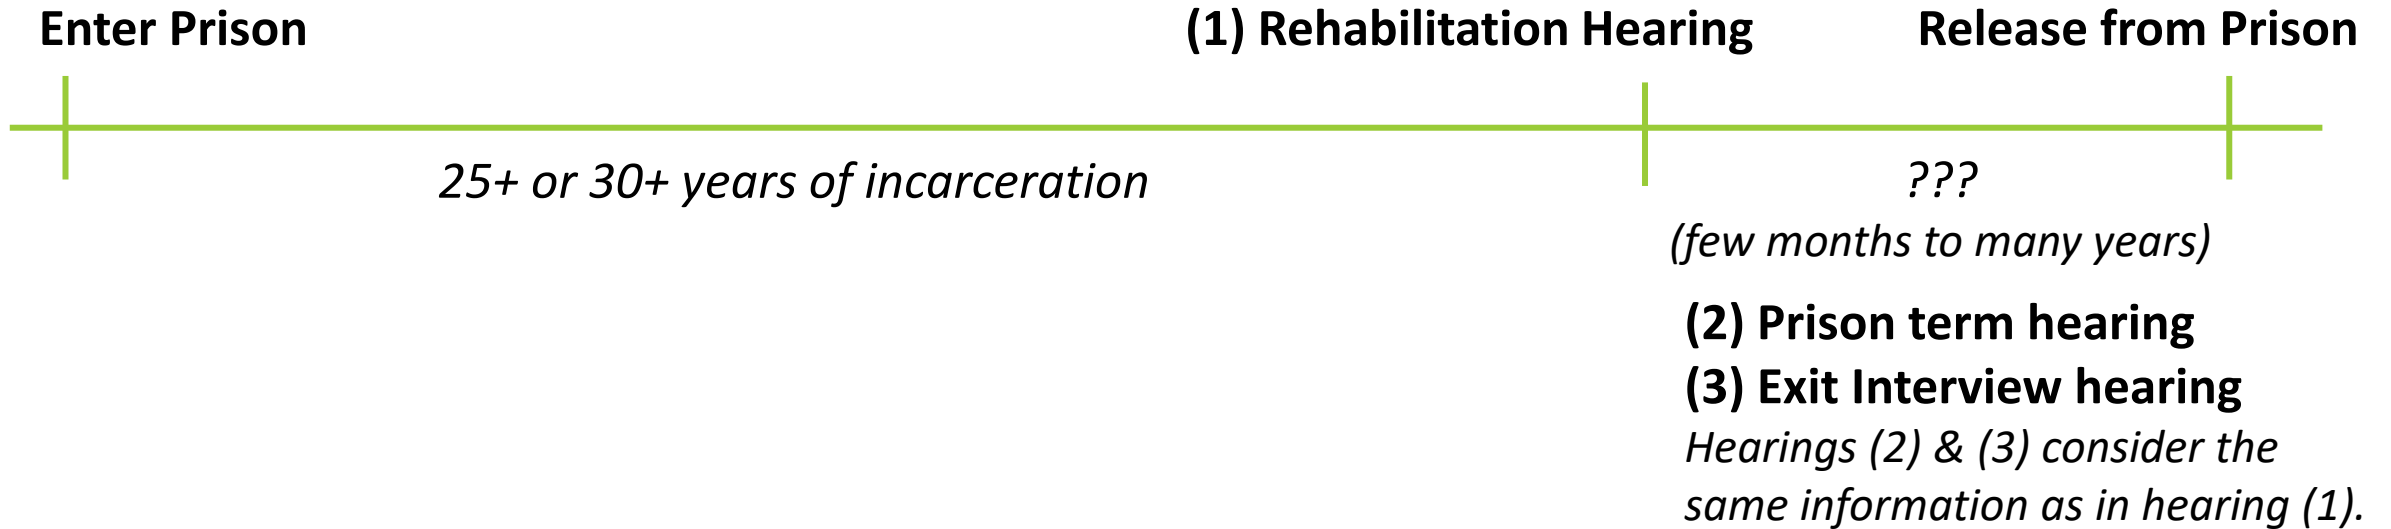 Enter Prison
(1) Rehabilitation Hearing
Release from Prison
25+ or 30+ years of incarceration
???
(few months to many years)
(2) Prison term hearing
(3) Exit Interview hearing
Hearings (2) & (3) consider the
same information as in hearing (1).